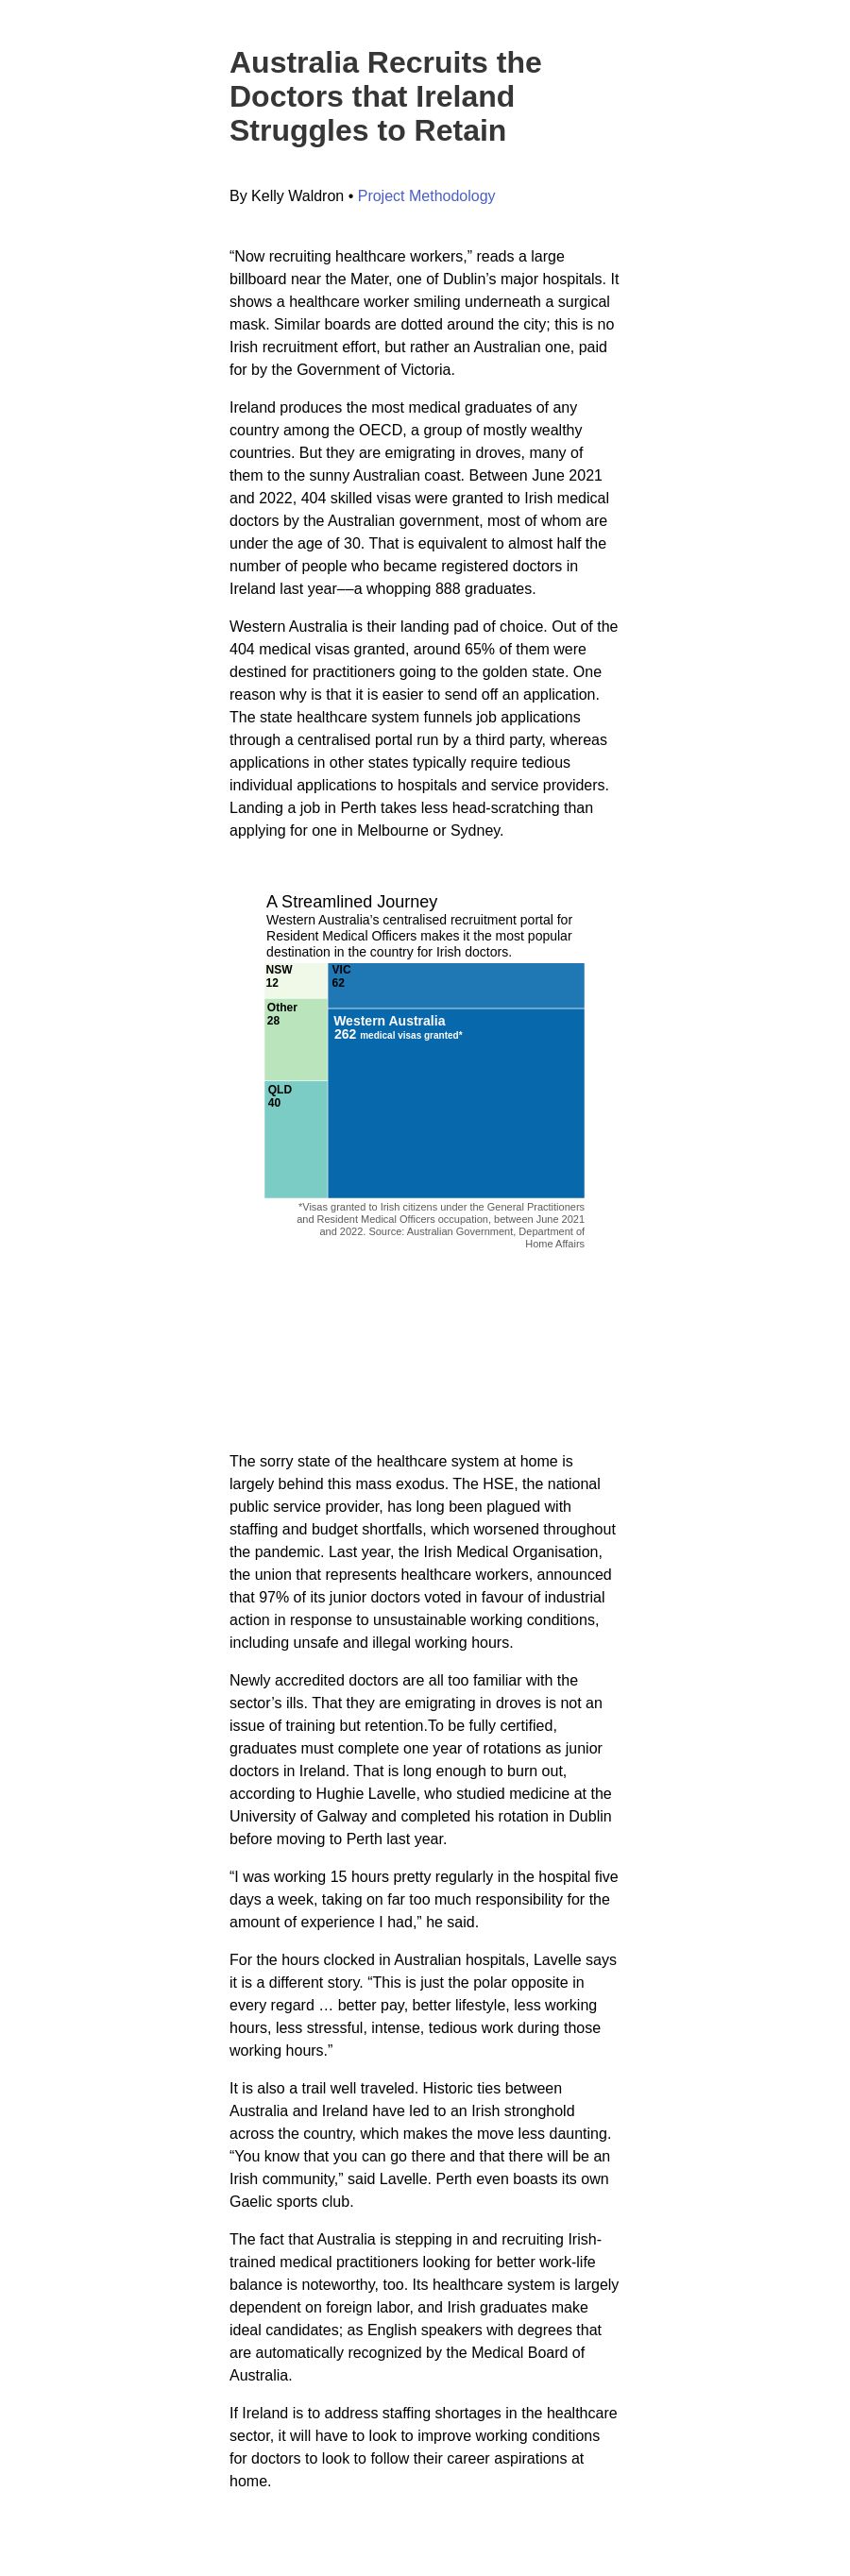 Australia Recruits the
Doctors that Ireland
Struggles to Retain
By Kelly Waldron • Project Methodology
“Now recruiting healthcare workers,” reads a large
billboard near the Mater, one of Dublin’s major hospitals. It
shows a healthcare worker smiling underneath a surgical
mask. Similar boards are dotted around the city; this is no
Irish recruitment effort, but rather an Australian one, paid
for by the Government of Victoria.
Ireland produces the most medical graduates of any
country among the OECD, a group of mostly wealthy
countries. But they are emigrating in droves, many of
them to the sunny Australian coast. Between June 2021
and 2022, 404 skilled visas were granted to Irish medical
doctors by the Australian government, most of whom are
under the age of 30. That is equivalent to almost half the
number of people who became registered doctors in
Ireland last year––a whopping 888 graduates.
Western Australia is their landing pad of choice. Out of the
404 medical visas granted, around 65% of them were
destined for practitioners going to the golden state. One
reason why is that it is easier to send off an application.
The state healthcare system funnels job applications
through a centralised portal run by a third party, whereas
applications in other states typically require tedious
individual applications to hospitals and service providers.
Landing a job in Perth takes less head-scratching than
applying for one in Melbourne or Sydney.
A Streamlined Journey
Western Australia’s centralised recruitment portal for
Resident Medical Officers makes it the most popular
destination in the country for Irish doctors.
NSW
12
VIC
62
Other
28
Western Australia
262 medical visas granted*
QLD
40
*Visas granted to Irish citizens under the General Practitioners
and Resident Medical Officers occupation, between June 2021
and 2022. Source: Australian Government, Department of
Home Affairs
The sorry state of the healthcare system at home is
largely behind this mass exodus. The HSE, the national
public service provider, has long been plagued with
staffing and budget shortfalls, which worsened throughout
the pandemic. Last year, the Irish Medical Organisation,
the union that represents healthcare workers, announced
that 97% of its junior doctors voted in favour of industrial
action in response to unsustainable working conditions,
including unsafe and illegal working hours.
Newly accredited doctors are all too familiar with the
sector’s ills. That they are emigrating in droves is not an
issue of training but retention.To be fully certified,
graduates must complete one year of rotations as junior
doctors in Ireland. That is long enough to burn out,
according to Hughie Lavelle, who studied medicine at the
University of Galway and completed his rotation in Dublin
before moving to Perth last year.
“I was working 15 hours pretty regularly in the hospital five
days a week, taking on far too much responsibility for the
amount of experience I had,” he said.
For the hours clocked in Australian hospitals, Lavelle says
it is a different story. “This is just the polar opposite in
every regard … better pay, better lifestyle, less working
hours, less stressful, intense, tedious work during those
working hours.”
It is also a trail well traveled. Historic ties between
Australia and Ireland have led to an Irish stronghold
across the country, which makes the move less daunting.
“You know that you can go there and that there will be an
Irish community,” said Lavelle. Perth even boasts its own
Gaelic sports club.
The fact that Australia is stepping in and recruiting Irish-
trained medical practitioners looking for better work-life
balance is noteworthy, too. Its healthcare system is largely
dependent on foreign labor, and Irish graduates make
ideal candidates; as English speakers with degrees that
are automatically recognized by the Medical Board of
Australia.
If Ireland is to address staffing shortages in the healthcare
sector, it will have to look to improve working conditions
for doctors to look to follow their career aspirations at
home.